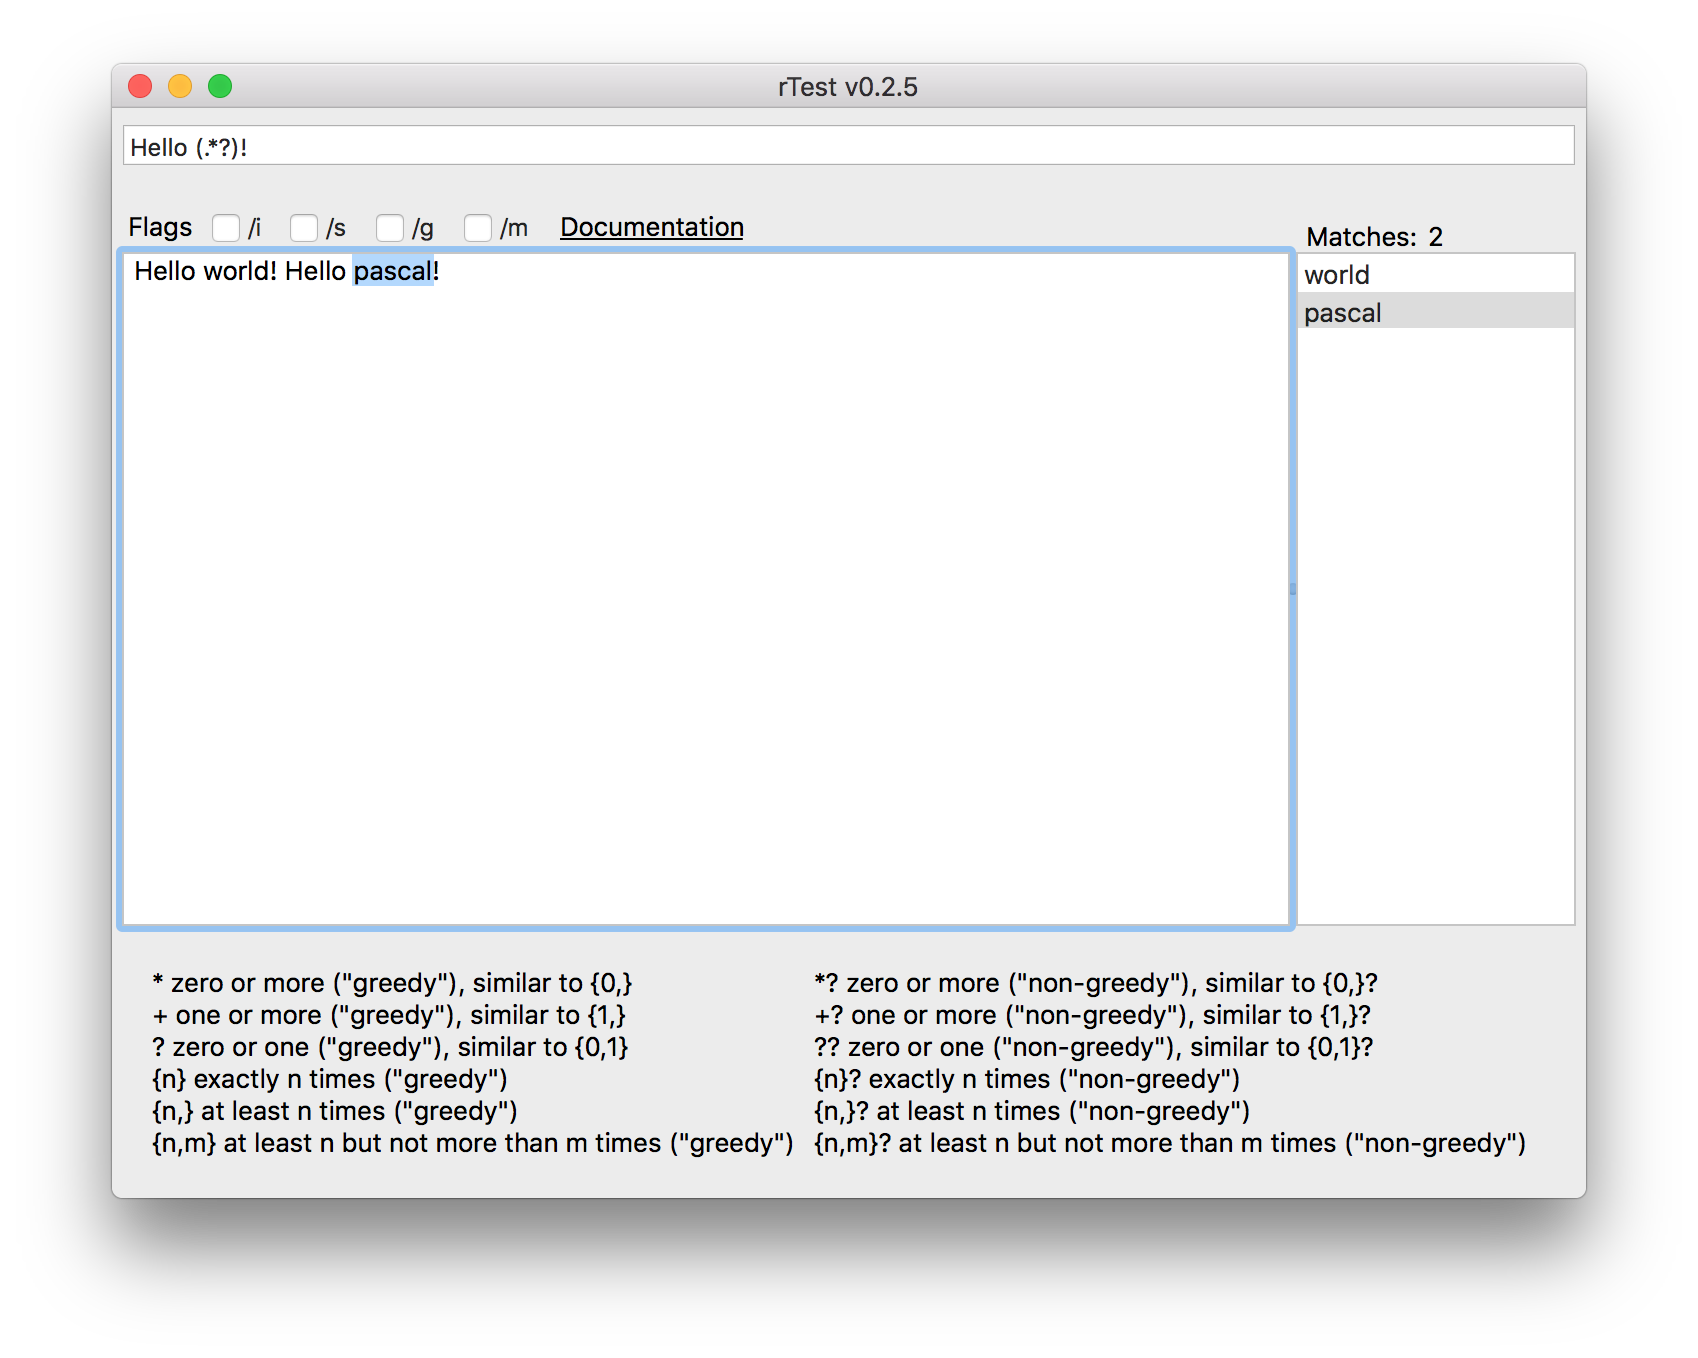 rTest v0.2.5
Hello (.*?)!
Flags /i /s /g /m Documentation
Matches: 2
Hello world! Hello pascal!
world
pascal
* zero or more ("greedy"), similar to {0,}
+ one or more ("greedy"), similar to {1,}
? zero or one ("greedy"), similar to {0,1}
{n} exactly n times ("greedy")
{n,} at least n times ("greedy")
{n,m} at least n but not more than m times ("greedy")
*? zero or more ("non-greedy"), similar to {0,}?
+? one or more ("non-greedy"), similar to {1,}?
?? zero or one ("non-greedy"), similar to {0,1}?
{n}? exactly n times ("non-greedy")
{n,}? at least n times ("non-greedy")
{n,m}? at least n but not more than m times ("non-greedy")